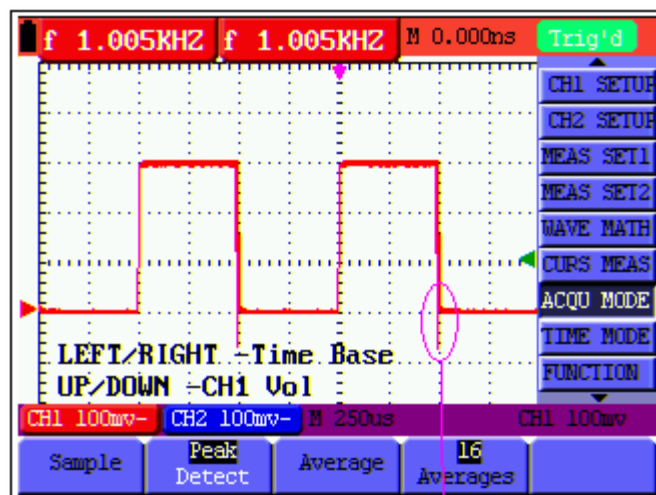 f 1.005KHZ f 1.005KHZ M 0.000ns Trig'd
CH1 SETUP
CH2 SETUP
MEAS SET1
MEAS SET2
WAVE MATH
CURS MEAS
ACQU MODE
TIME MODE
FUNCTION
LEFT/RIGHT -Time Base
UP/DOWN -CH1 Vol
CH1 100mv- CH2 100mv- M 250us CH1 100mv
Sample Peak Detect Average 16 Averages